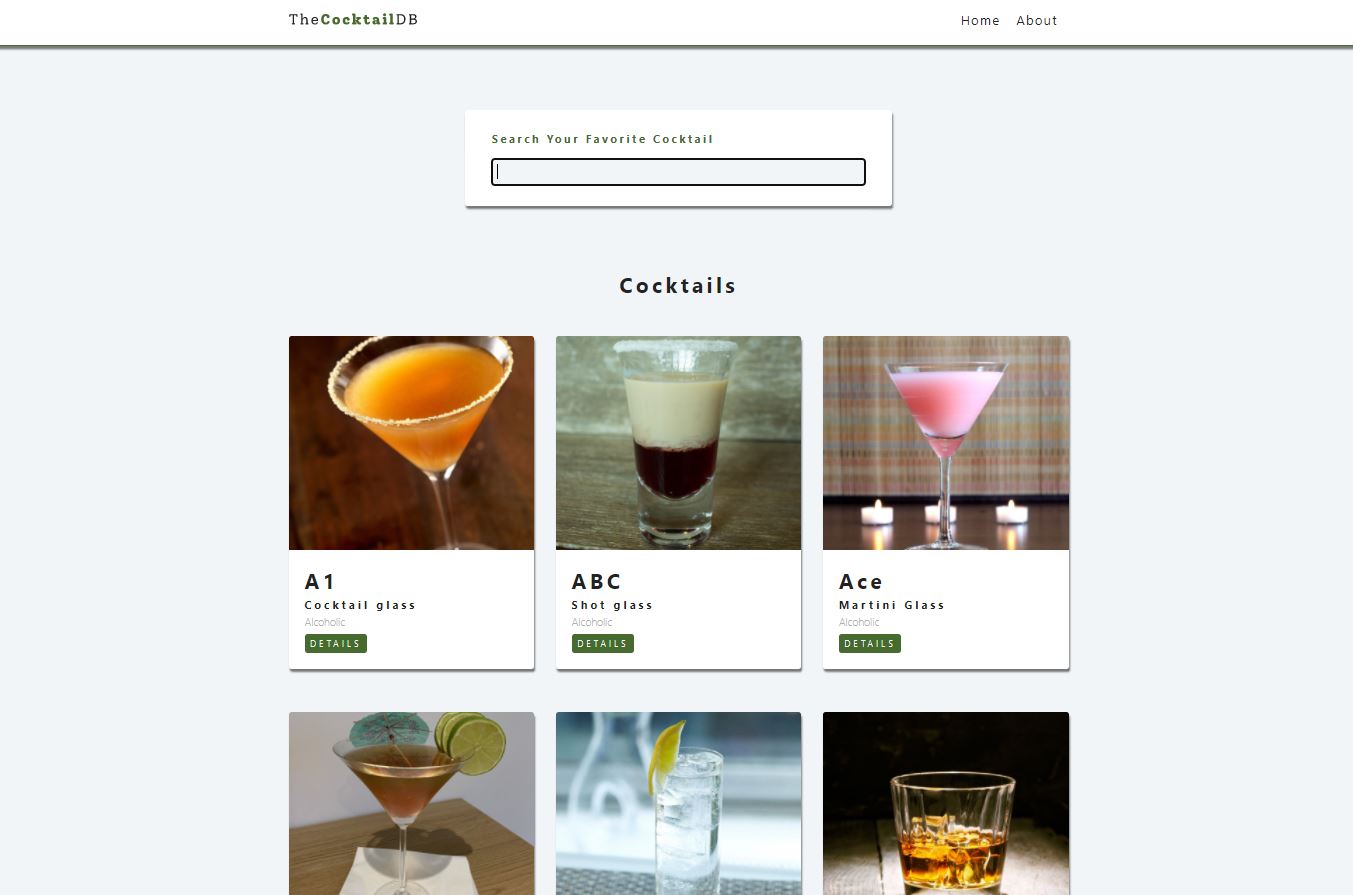 TheCocktailDB
Home About
Search Your Favorite Cocktail
Cocktails
A1
Cocktail glass
Alcoholic
DETAILS
ABC
Shot glass
Alcoholic
DETAILS
Ace
Martini Glass
Alcoholic
DETAILS